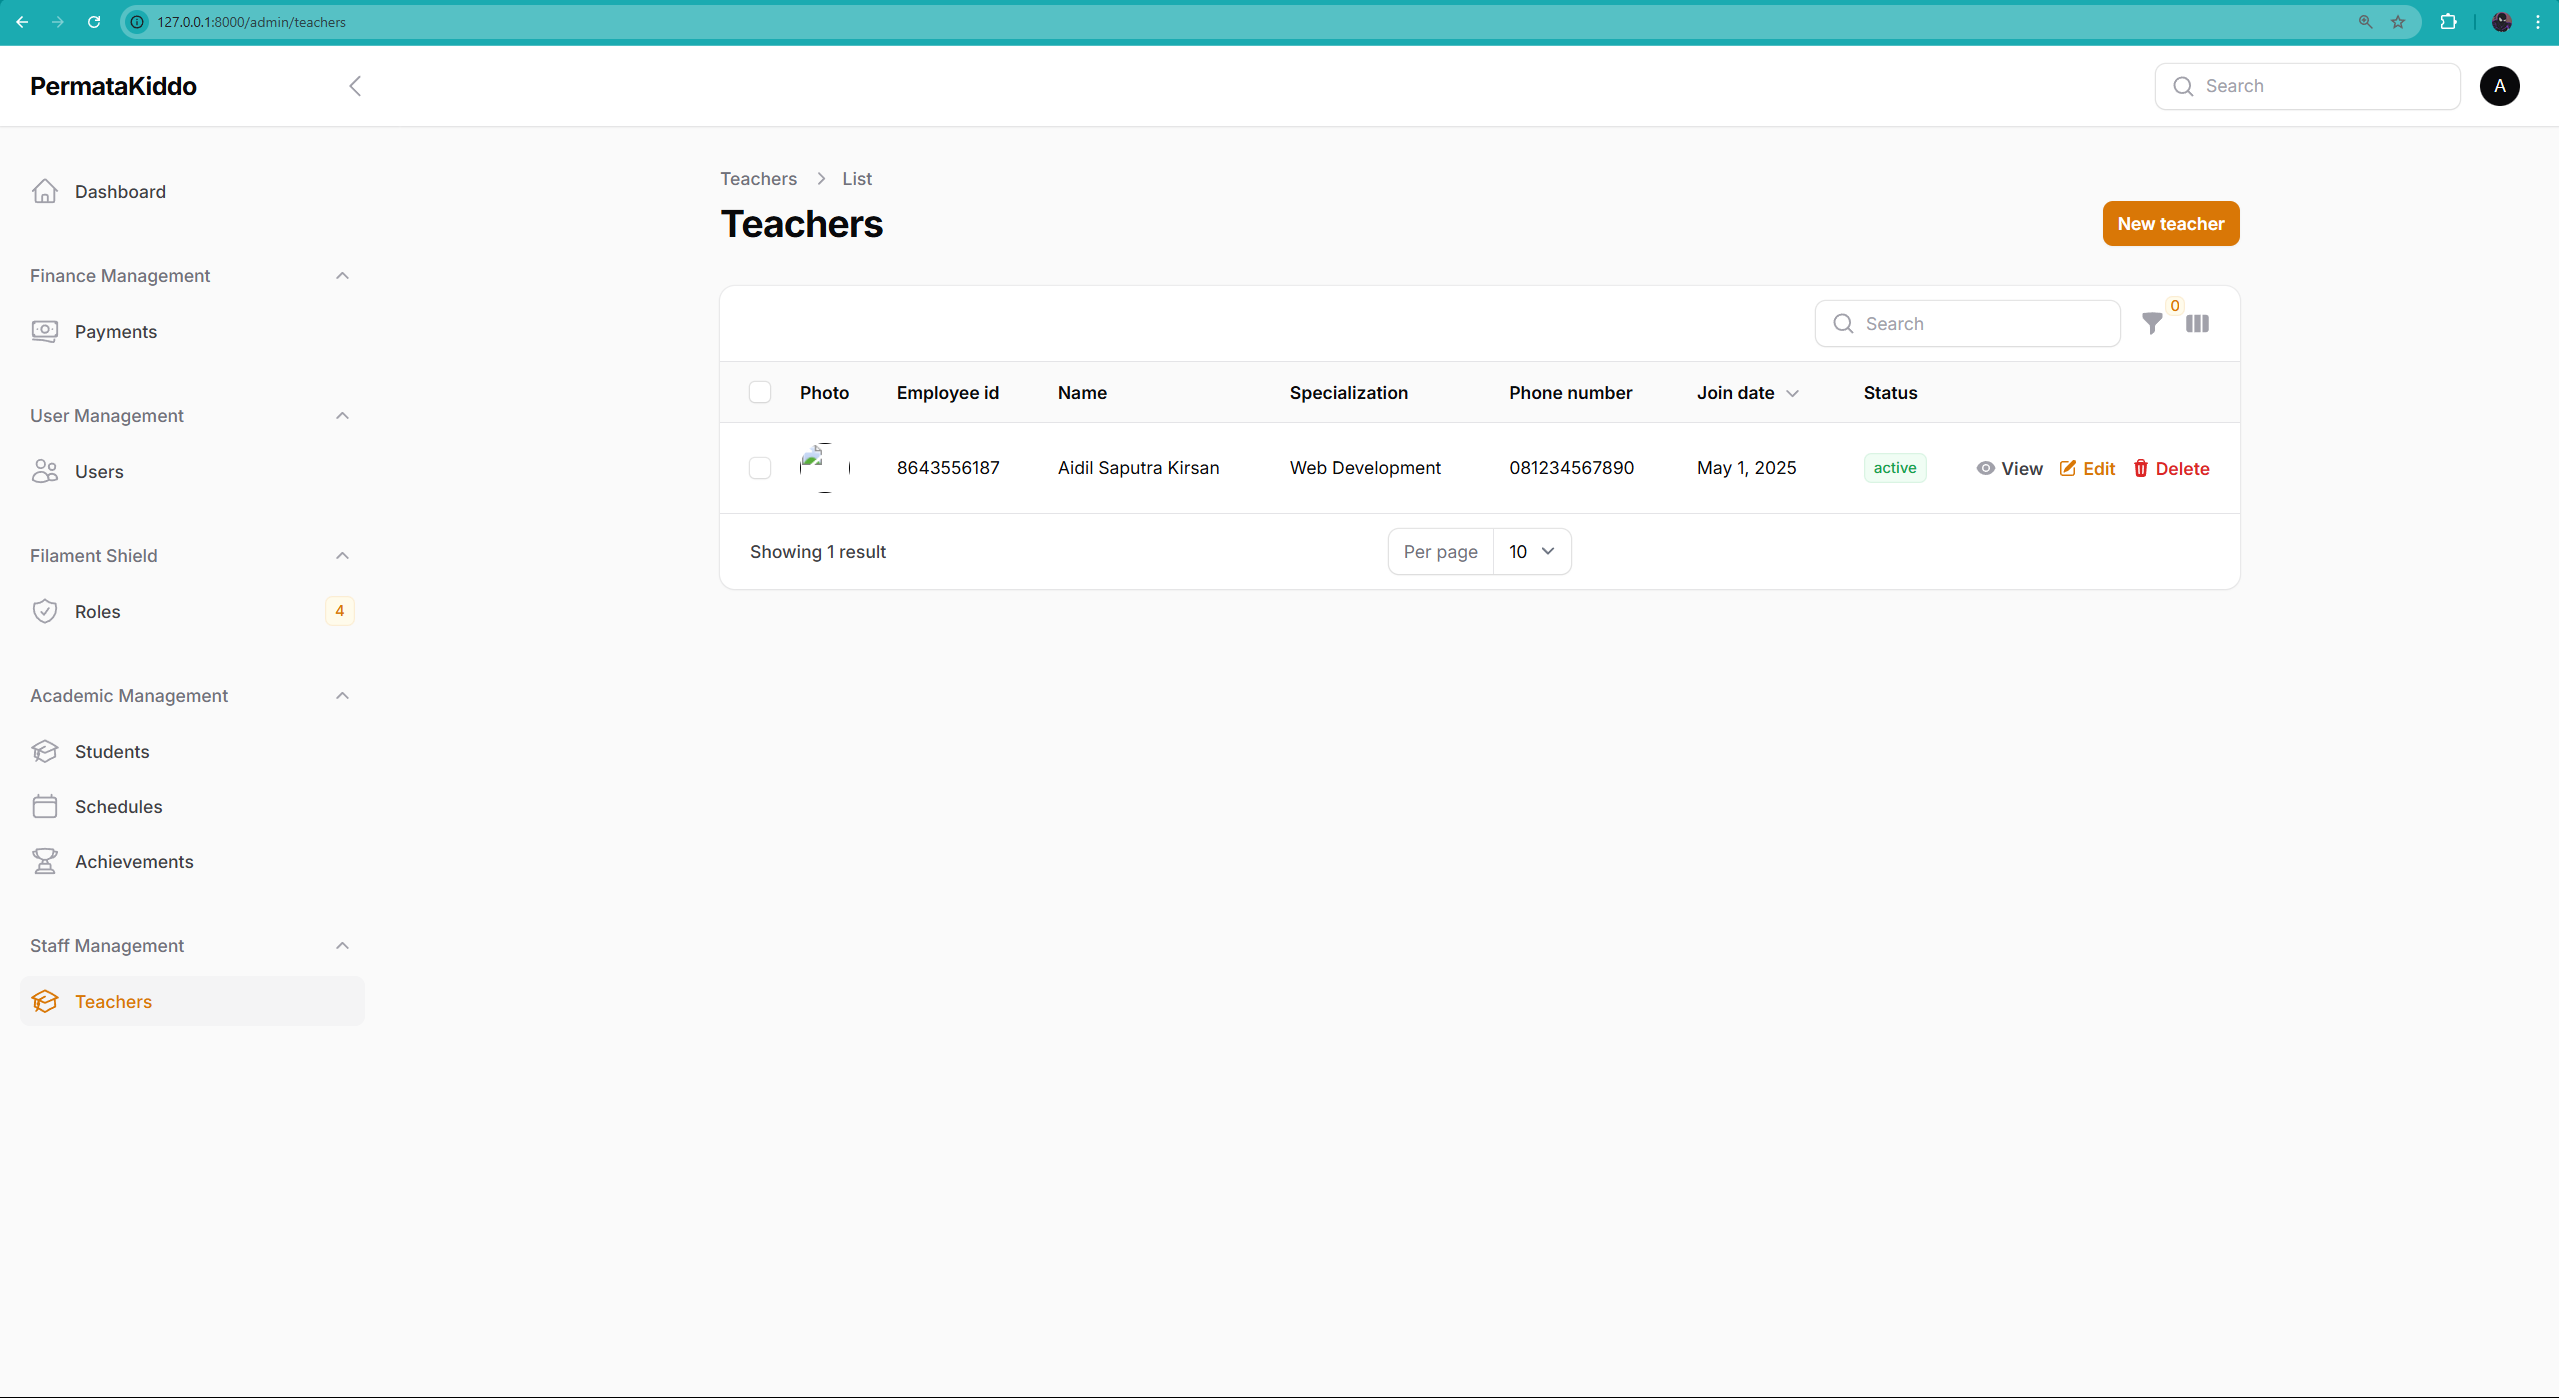 127.0.0.1:8000/admin/teachers
PermataKiddo
Search
A
Dashboard
Finance Management
Payments
User Management
Users
Filament Shield
Roles 4
Academic Management
Students
Schedules
Achievements
Staff Management
Teachers
Teachers List
Teachers
New teacher
Search
0
Photo Employee id Name Specialization Phone number Join date Status
8643556187 Aidil Saputra Kirsan Web Development 081234567890 May 1, 2025 active View Edit Delete
Showing 1 result Per page 10